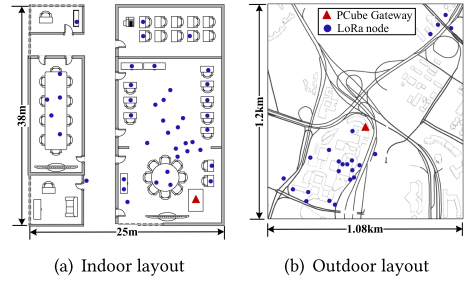 PCube Gateway
LoRa node
38m
25m
1.2km
1.08km
(a) Indoor layout
(b) Outdoor layout